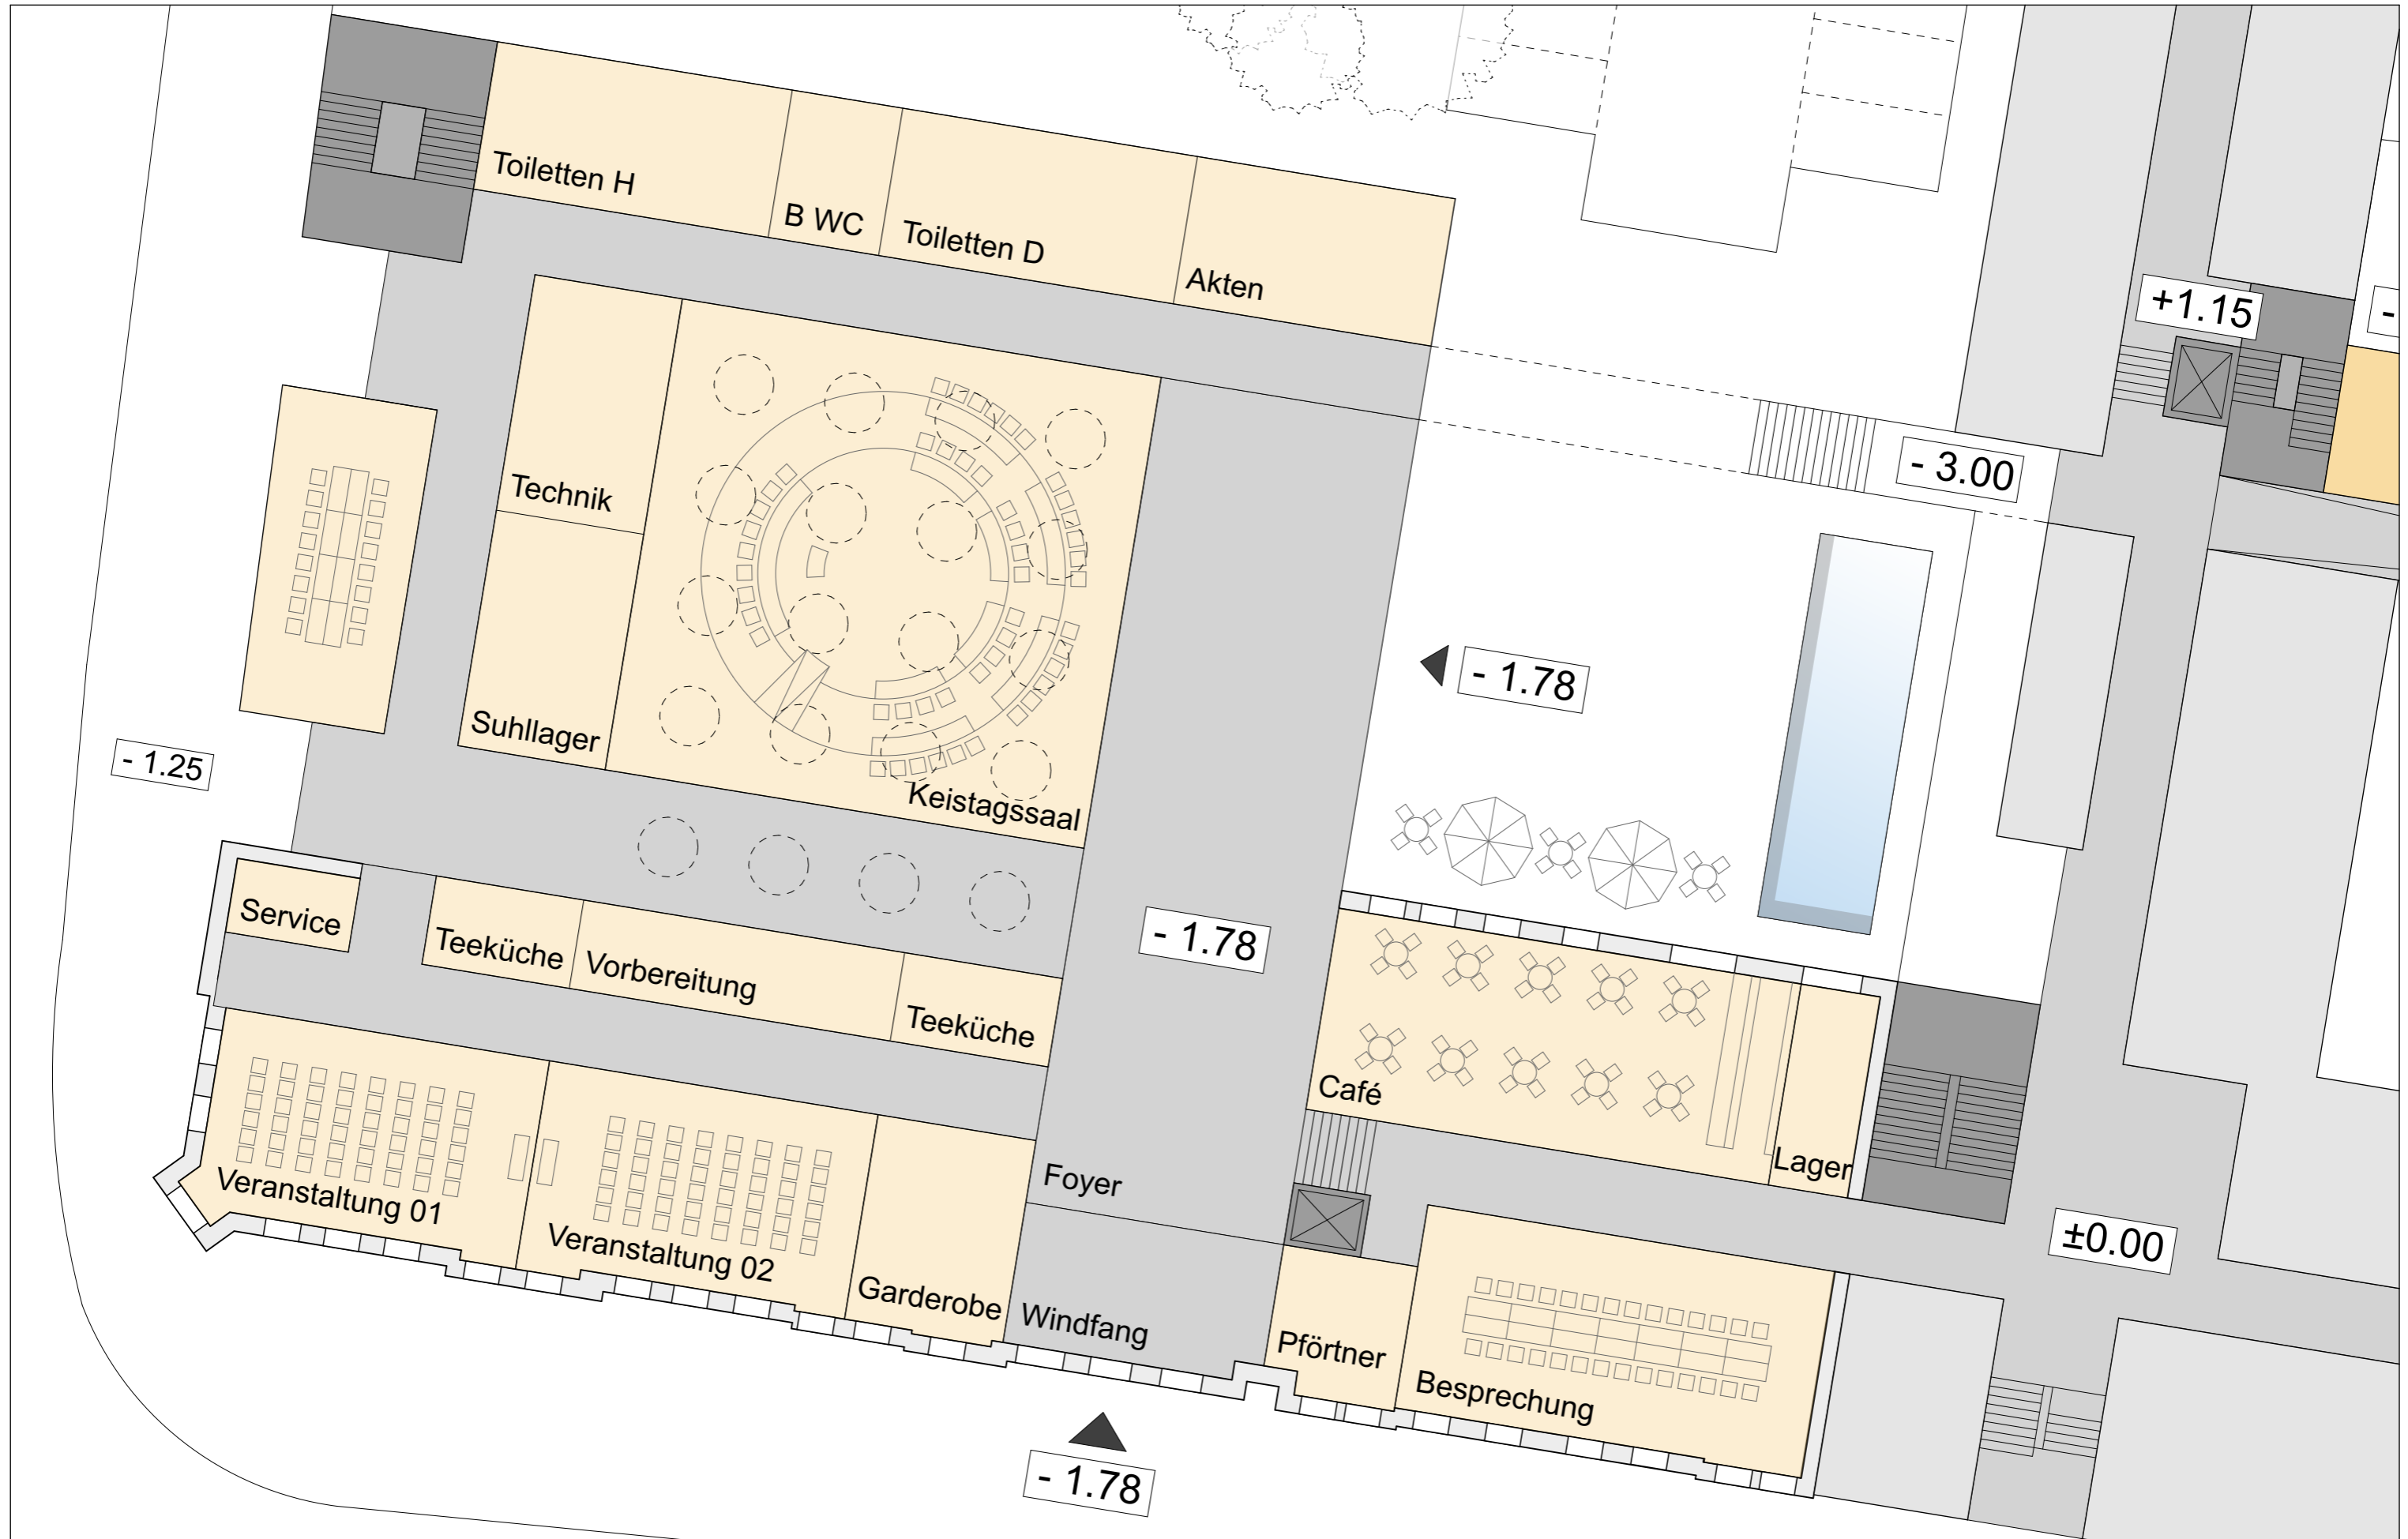 Toiletten H
B WC
Toiletten D
Akten
+1.15
-
- 3.00
Technik
- 1.78
Suhllager
- 1.25
Keistagssaal
Service
Teeküche
Vorbereitung
Teeküche
- 1.78
Café
Lager
Foyer
Veranstaltung 01
Veranstaltung 02
Garderobe
Windfang
Pförtner
Besprechung
±0.00
- 1.78